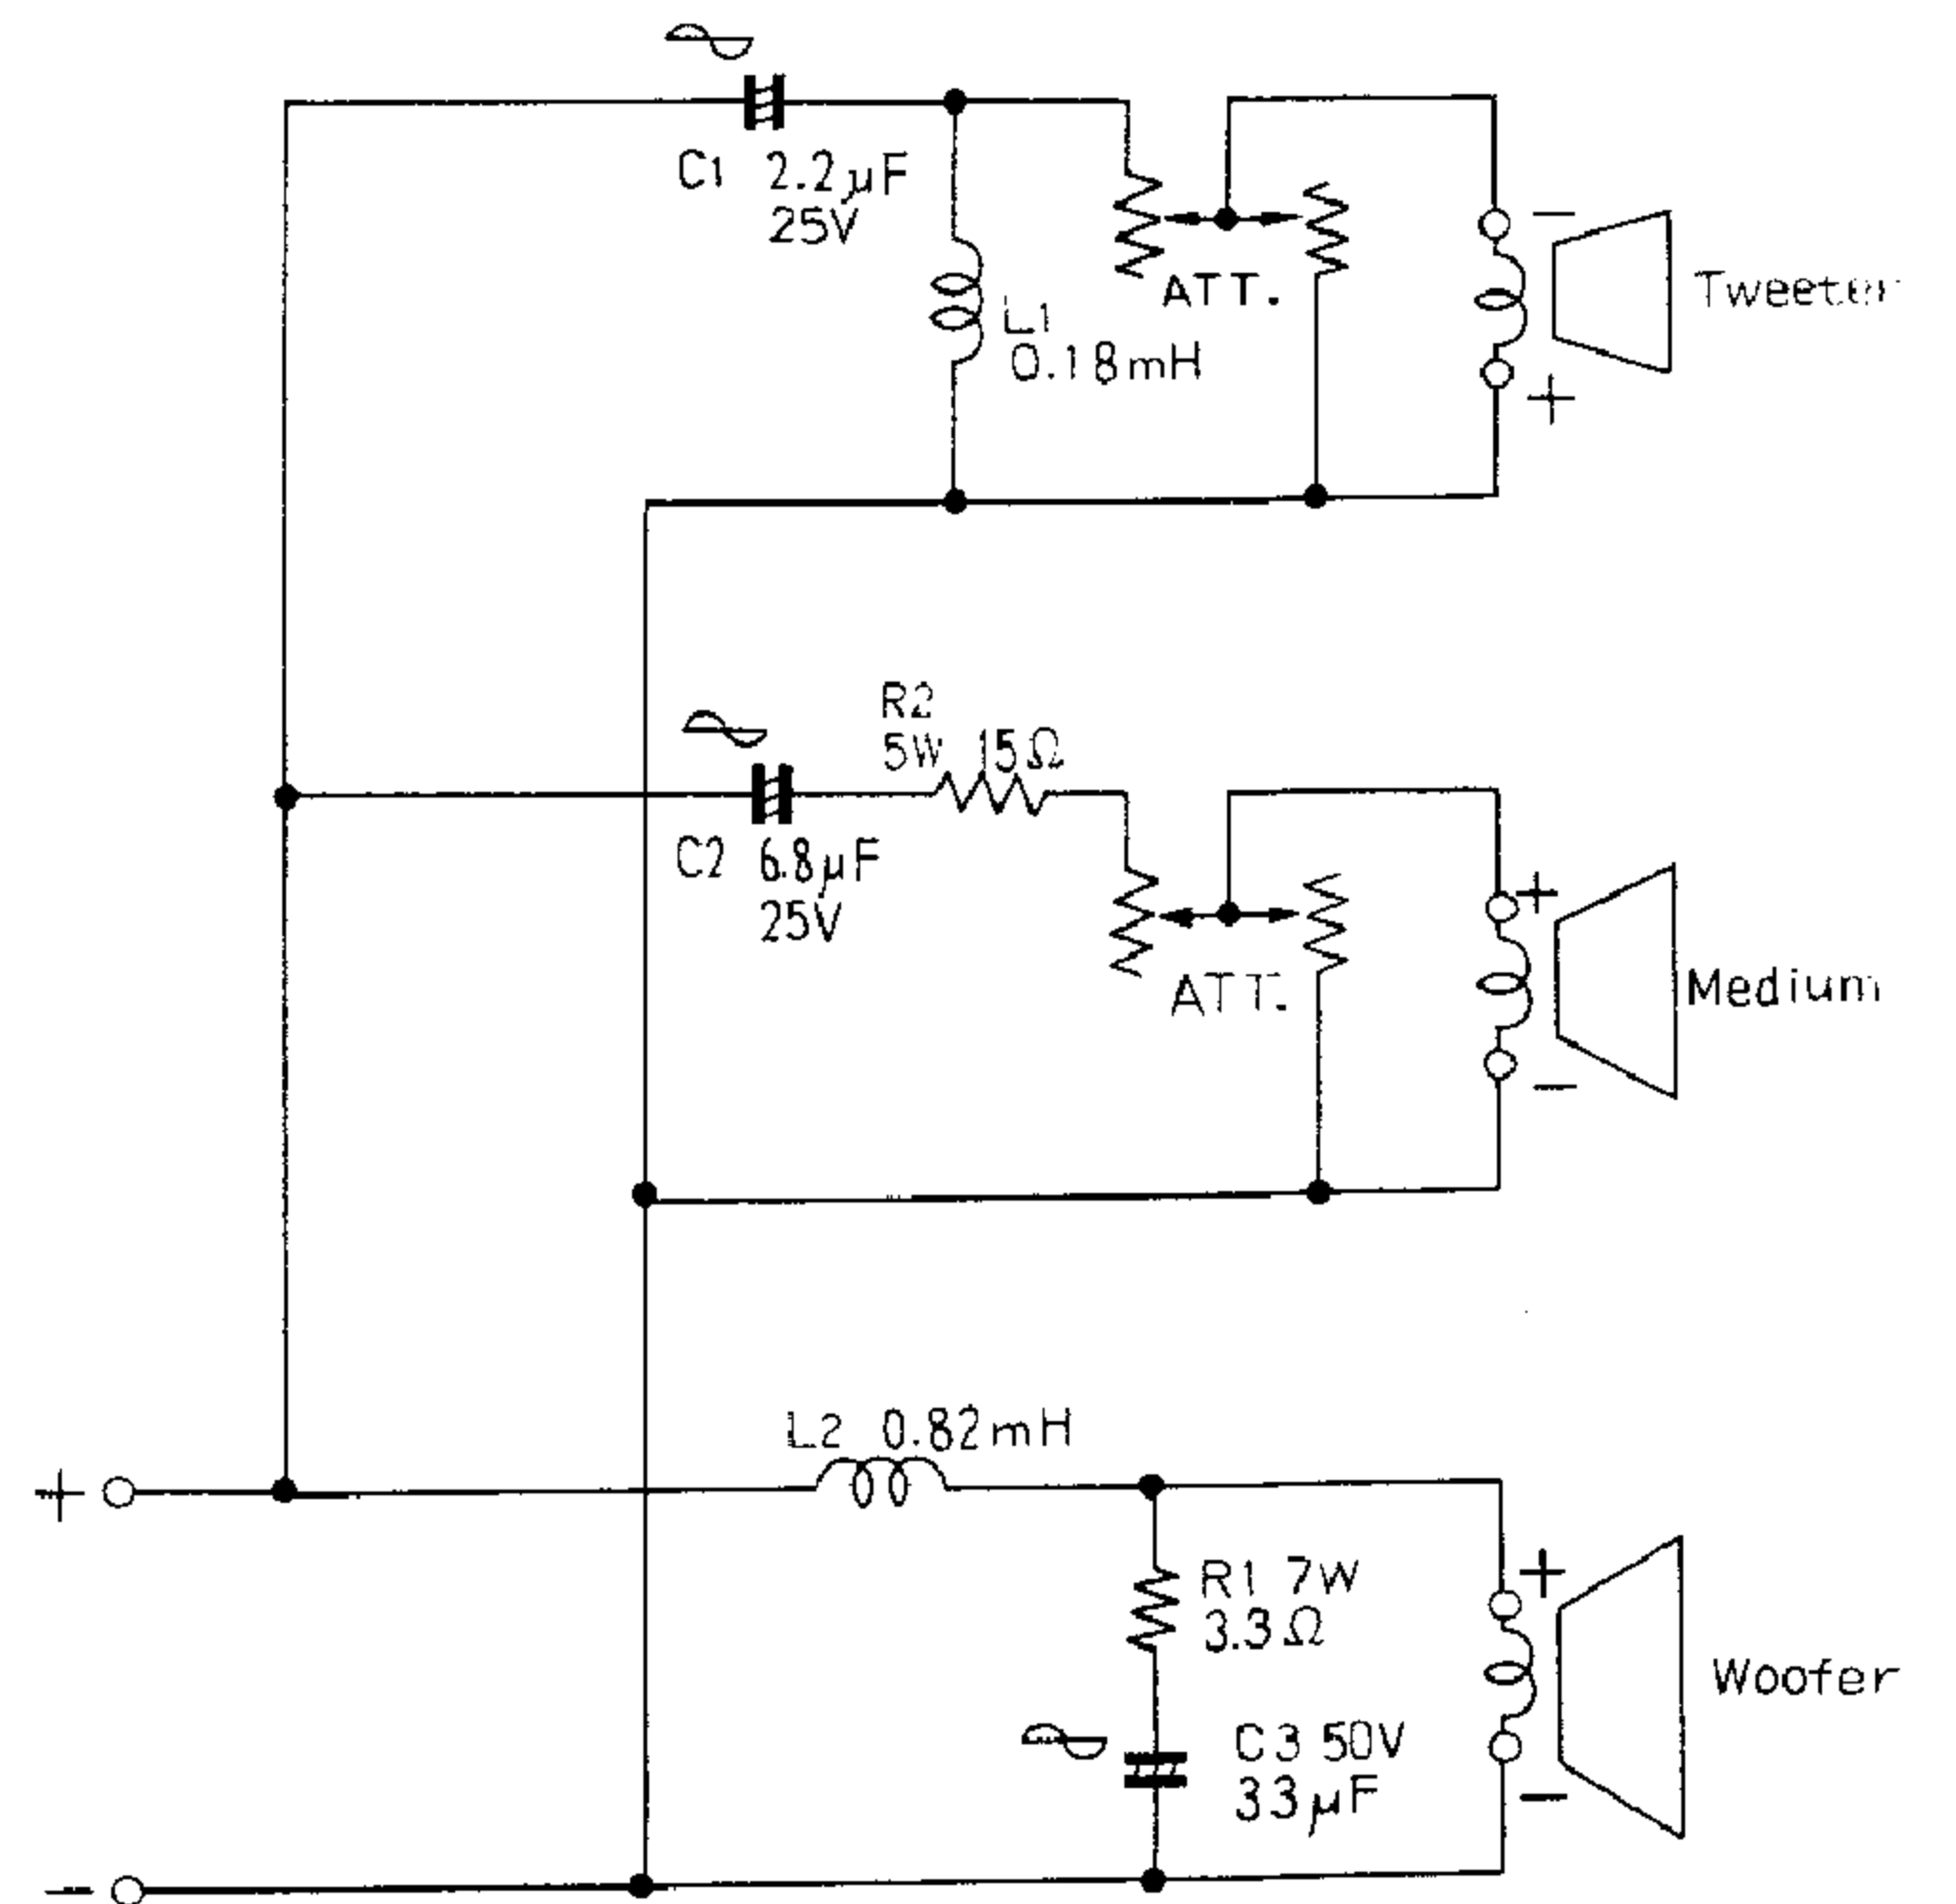 C1 2.2µF
25V
ATT.
L1
0.18mH
−
Tweeter
+
R2
5W 15Ω
C2 6.8µF
25V
ATT.
+
Medium
−
L2 0.82mH
+
R1 7W
3.3Ω
+
Woofer
C3 50V
33µF
−
−